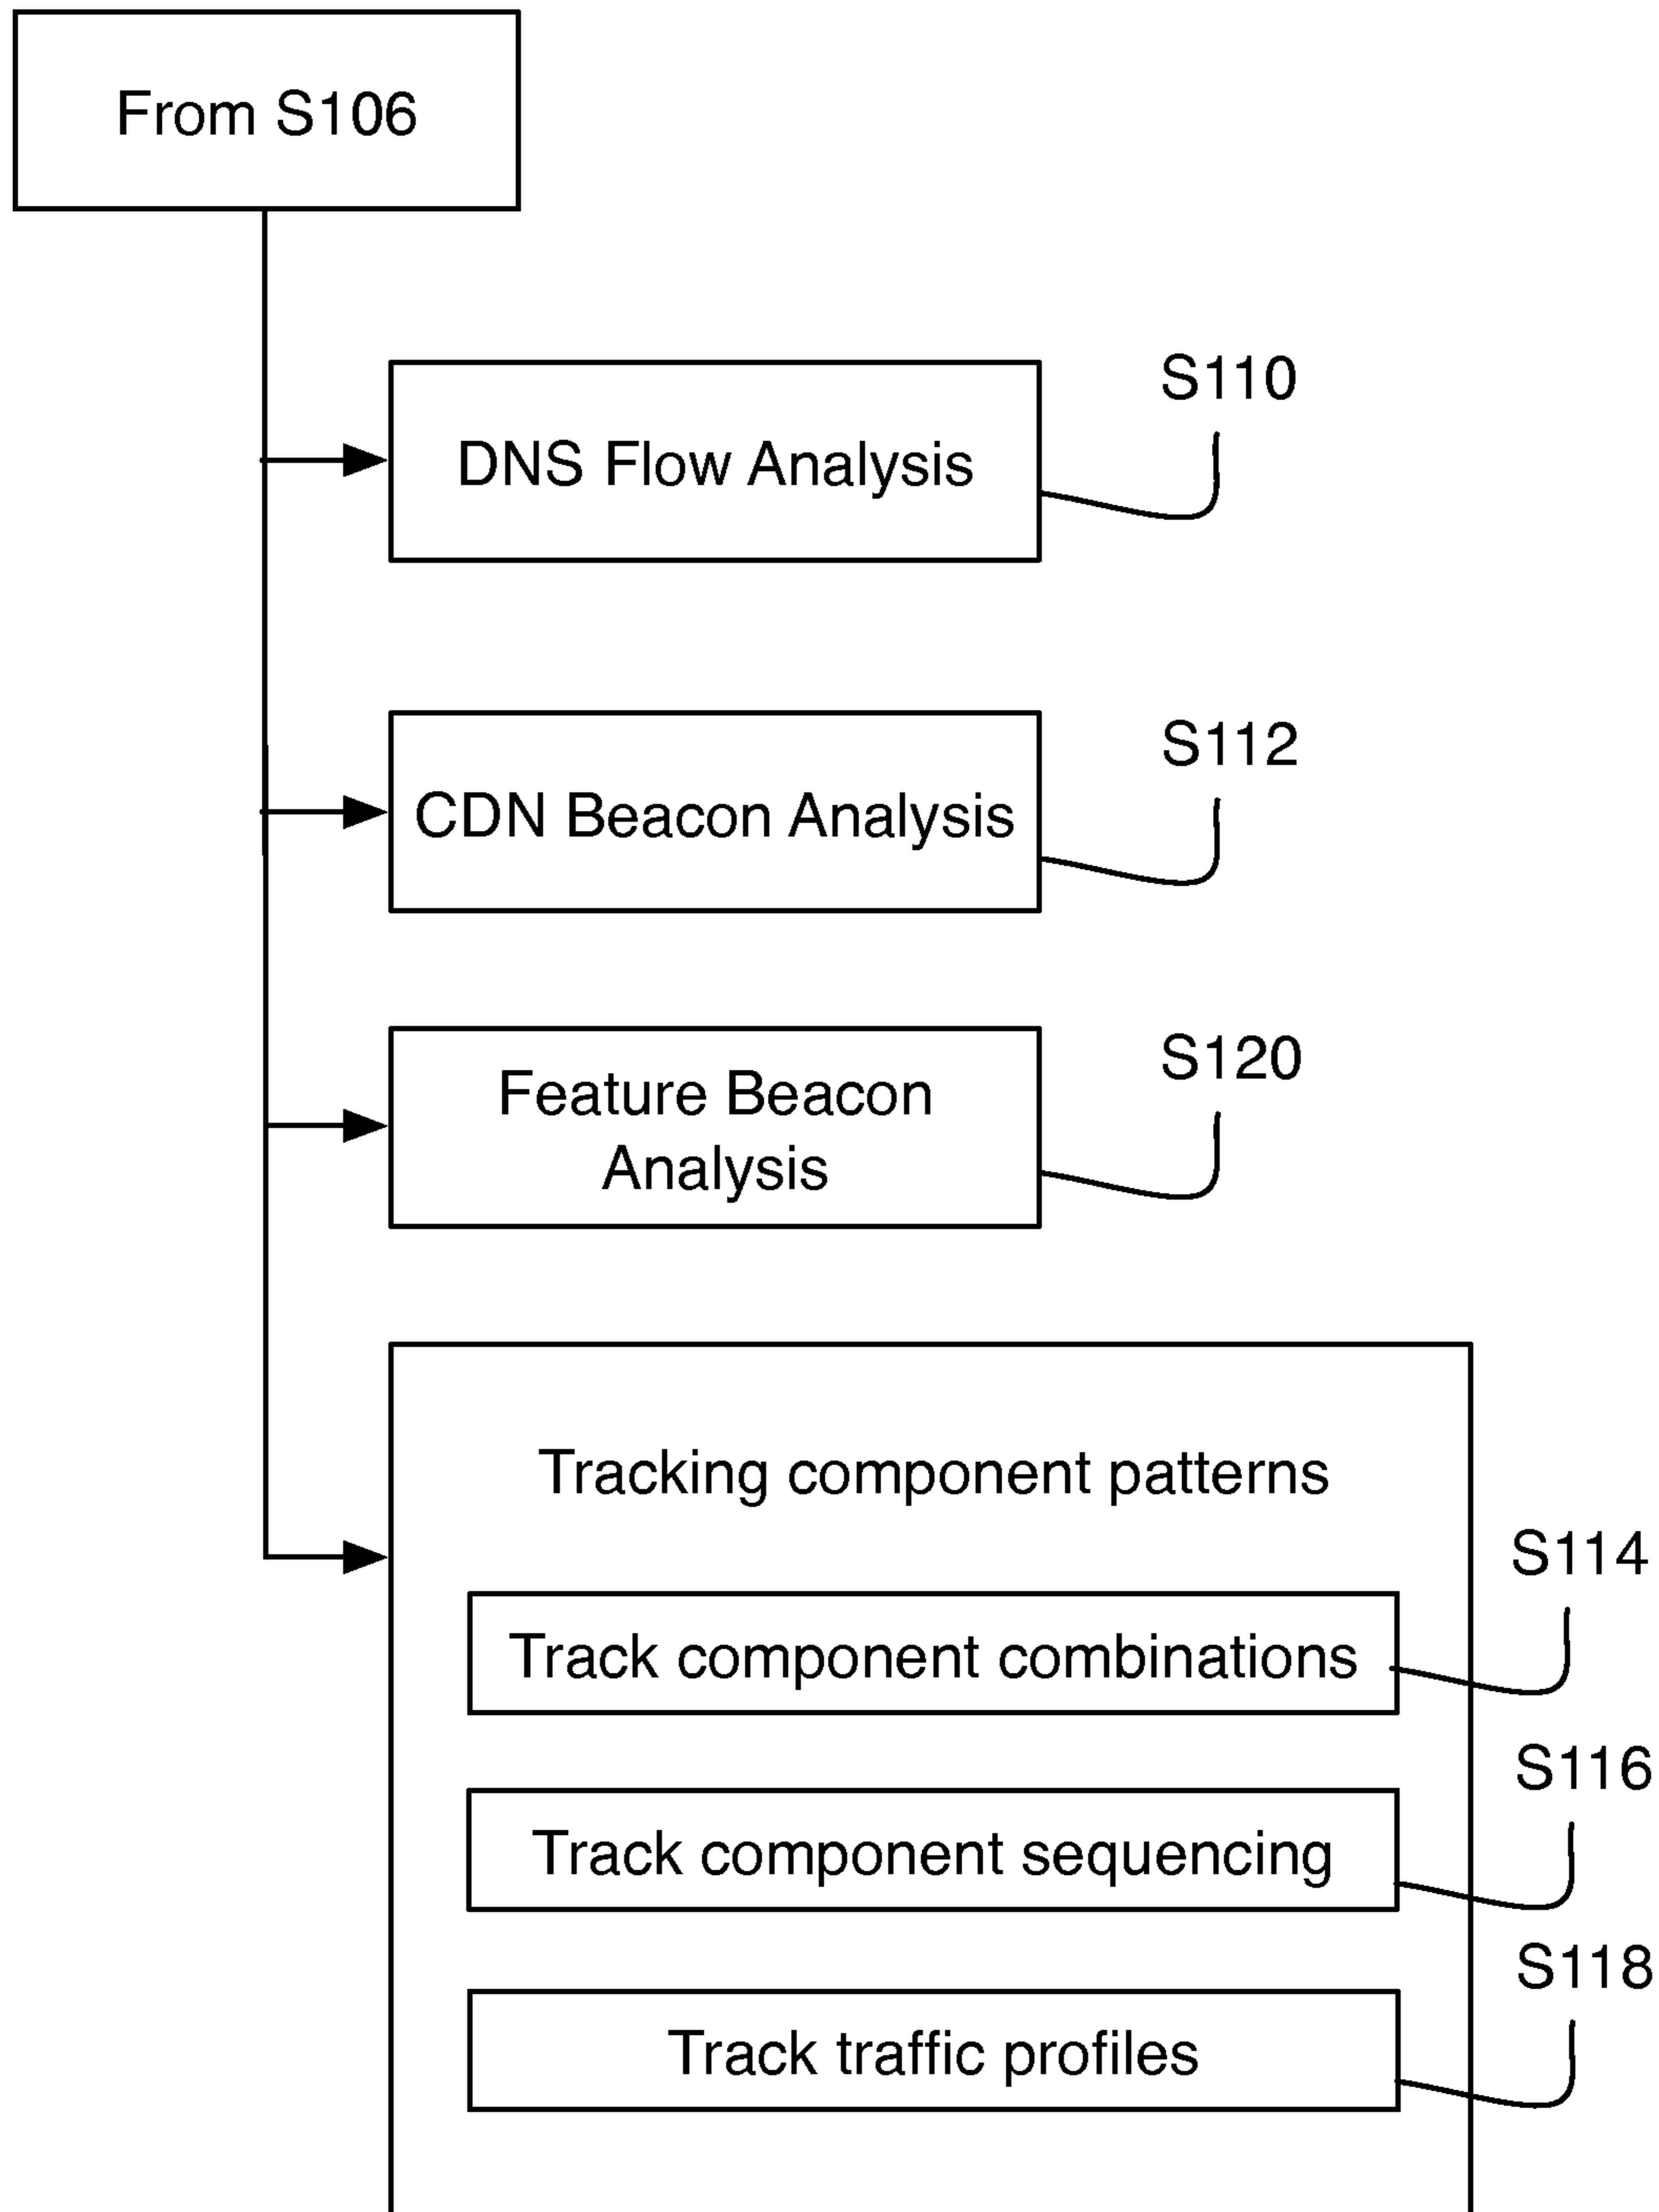 From S106
S110
DNS Flow Analysis
S112
CDN Beacon Analysis
S120
Feature Beacon
Analysis
Tracking component patterns
S114
Track component combinations
S116
Track component sequencing
S118
Track traffic profiles